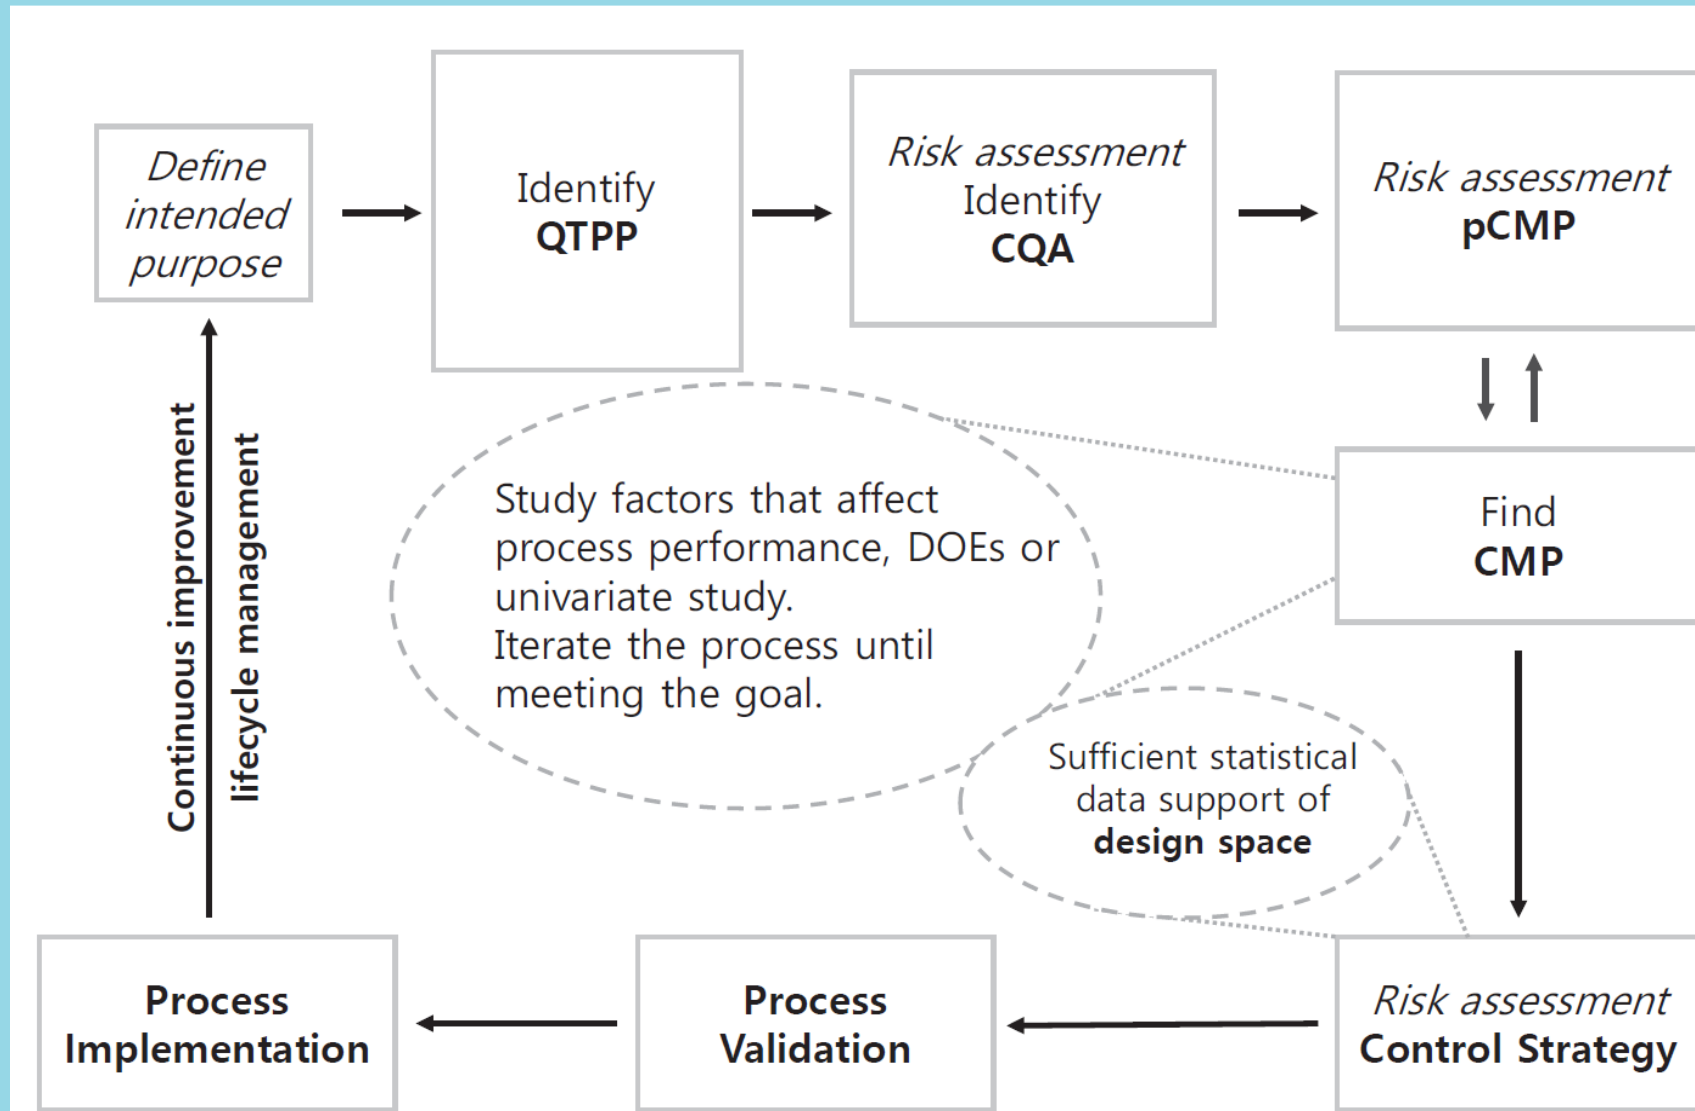 Define
intended
purpose
Identify
QTPP
Risk assessment
Identify
CQA
Risk assessment
pCMP
Find
CMP
Study factors that affect
process performance, DOEs or
univariate study.
Iterate the process until
meeting the goal.
Sufficient statistical
data support of
design space
Risk assessment
Control Strategy
Process
Validation
Process
Implementation
Continuous improvement
lifecycle management